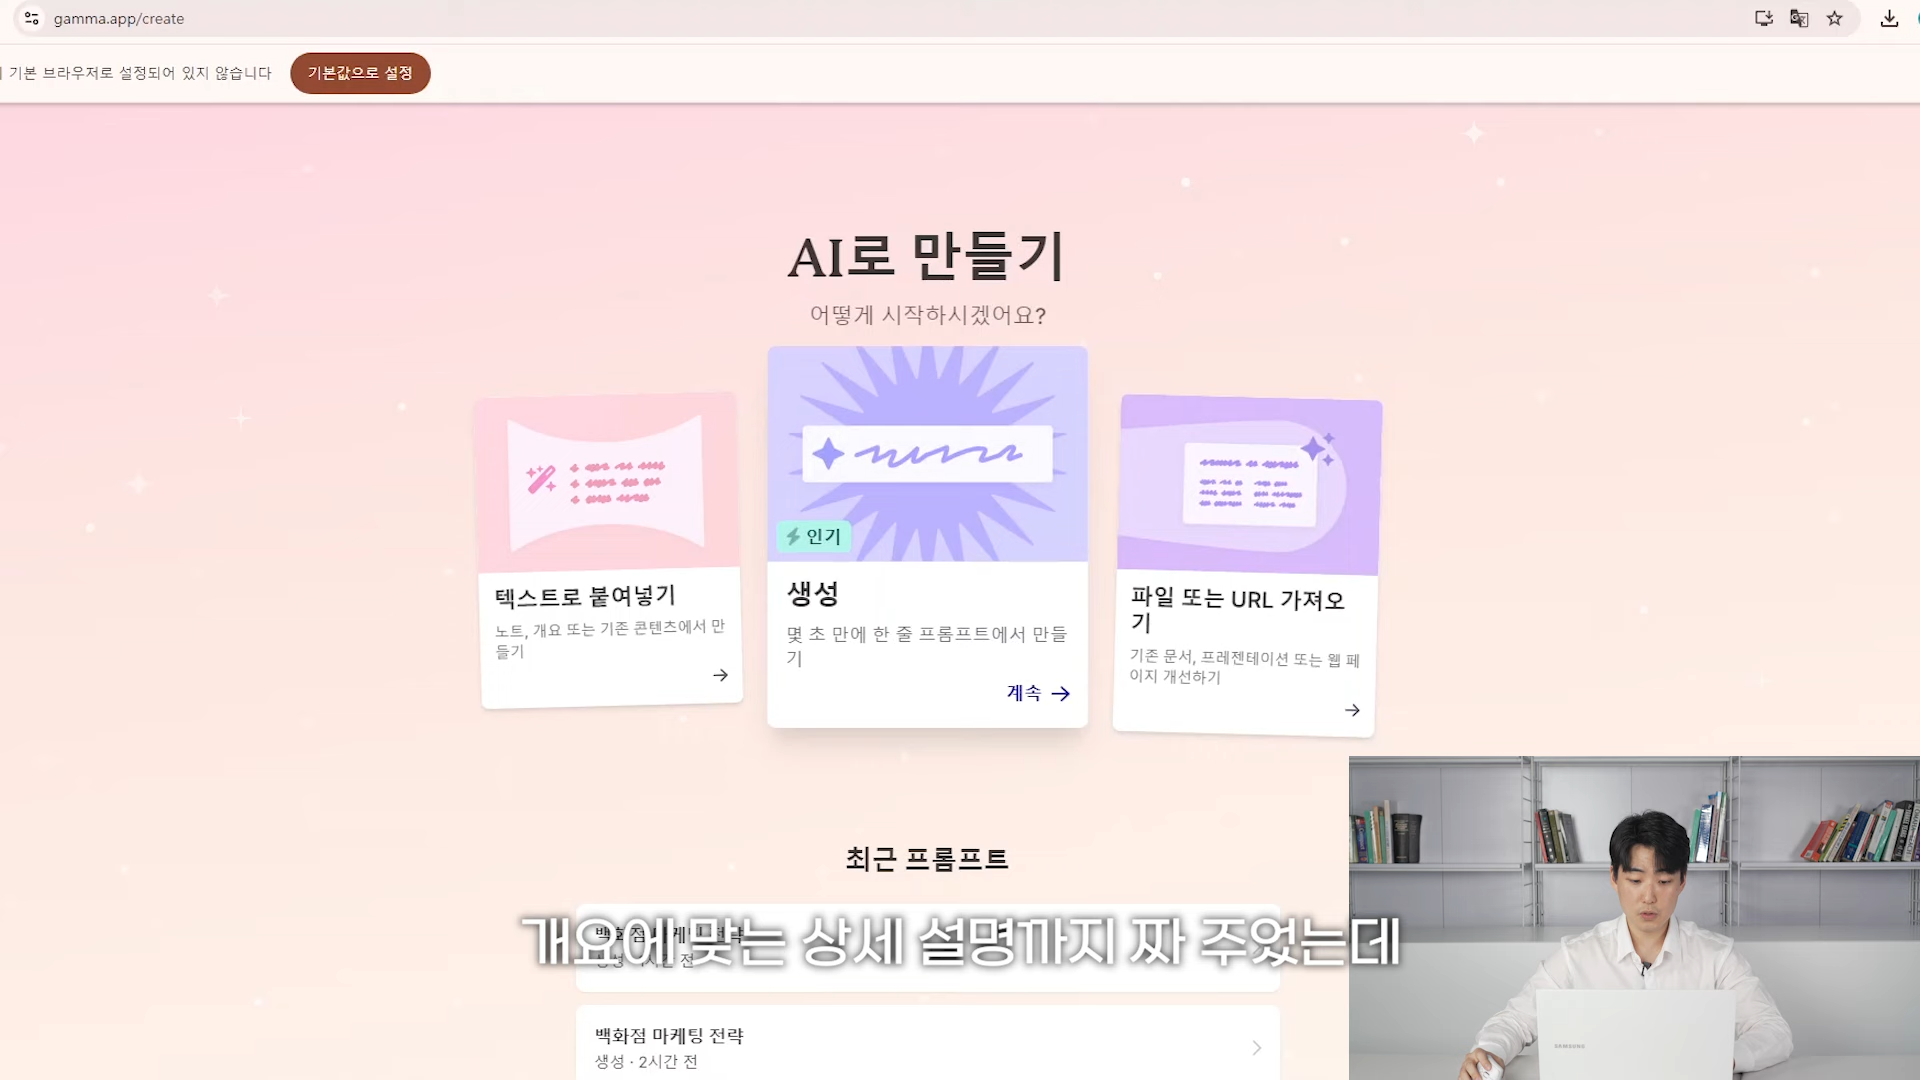 gamma.app/create
기본 브라우저로 설정되어 있지 않습니다
기본값으로 설정
AI로 만들기
어떻게 시작하시겠어요?
인기
텍스트로 붙여넣기
노트, 개요 또는 기존 콘텐츠에서 만
들기
생성
몇 초 만에 한 줄 프롬프트에서 만들
기
계속
파일 또는 URL 가져오
기
기존 문서, 프레젠테이션 또는 웹 페
이지 개선하기
최근 프롬프트
개요에 맞는 상세 설명까지 짜 주었는데
백화점 마케팅 전략
생성 · 2시간 전
SAMSUNG